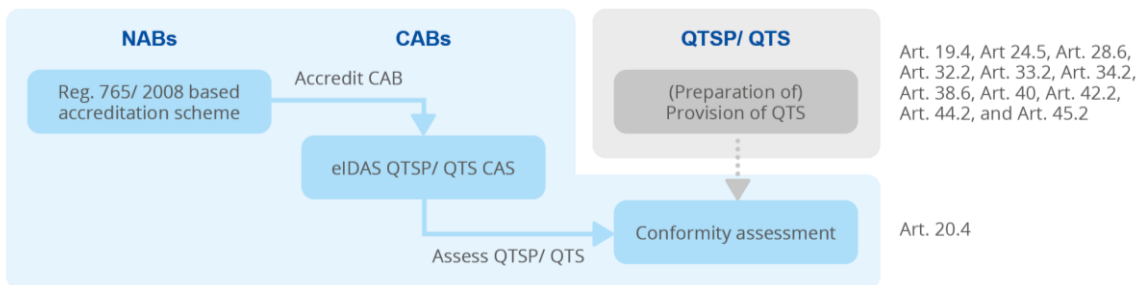 NABs
CABs
QTSP/ QTS
Reg. 765/ 2008 based
accreditation scheme
Accredit CAB
eIDAS QTSP/ QTS CAS
(Preparation of)
Provision of QTS
Art. 19.4, Art 24.5, Art. 28.6,
Art. 32.2, Art. 33.2, Art. 34.2,
Art. 38.6, Art. 40, Art. 42.2,
Art. 44.2, and Art. 45.2
Assess QTSP/ QTS
Conformity assessment
Art. 20.4